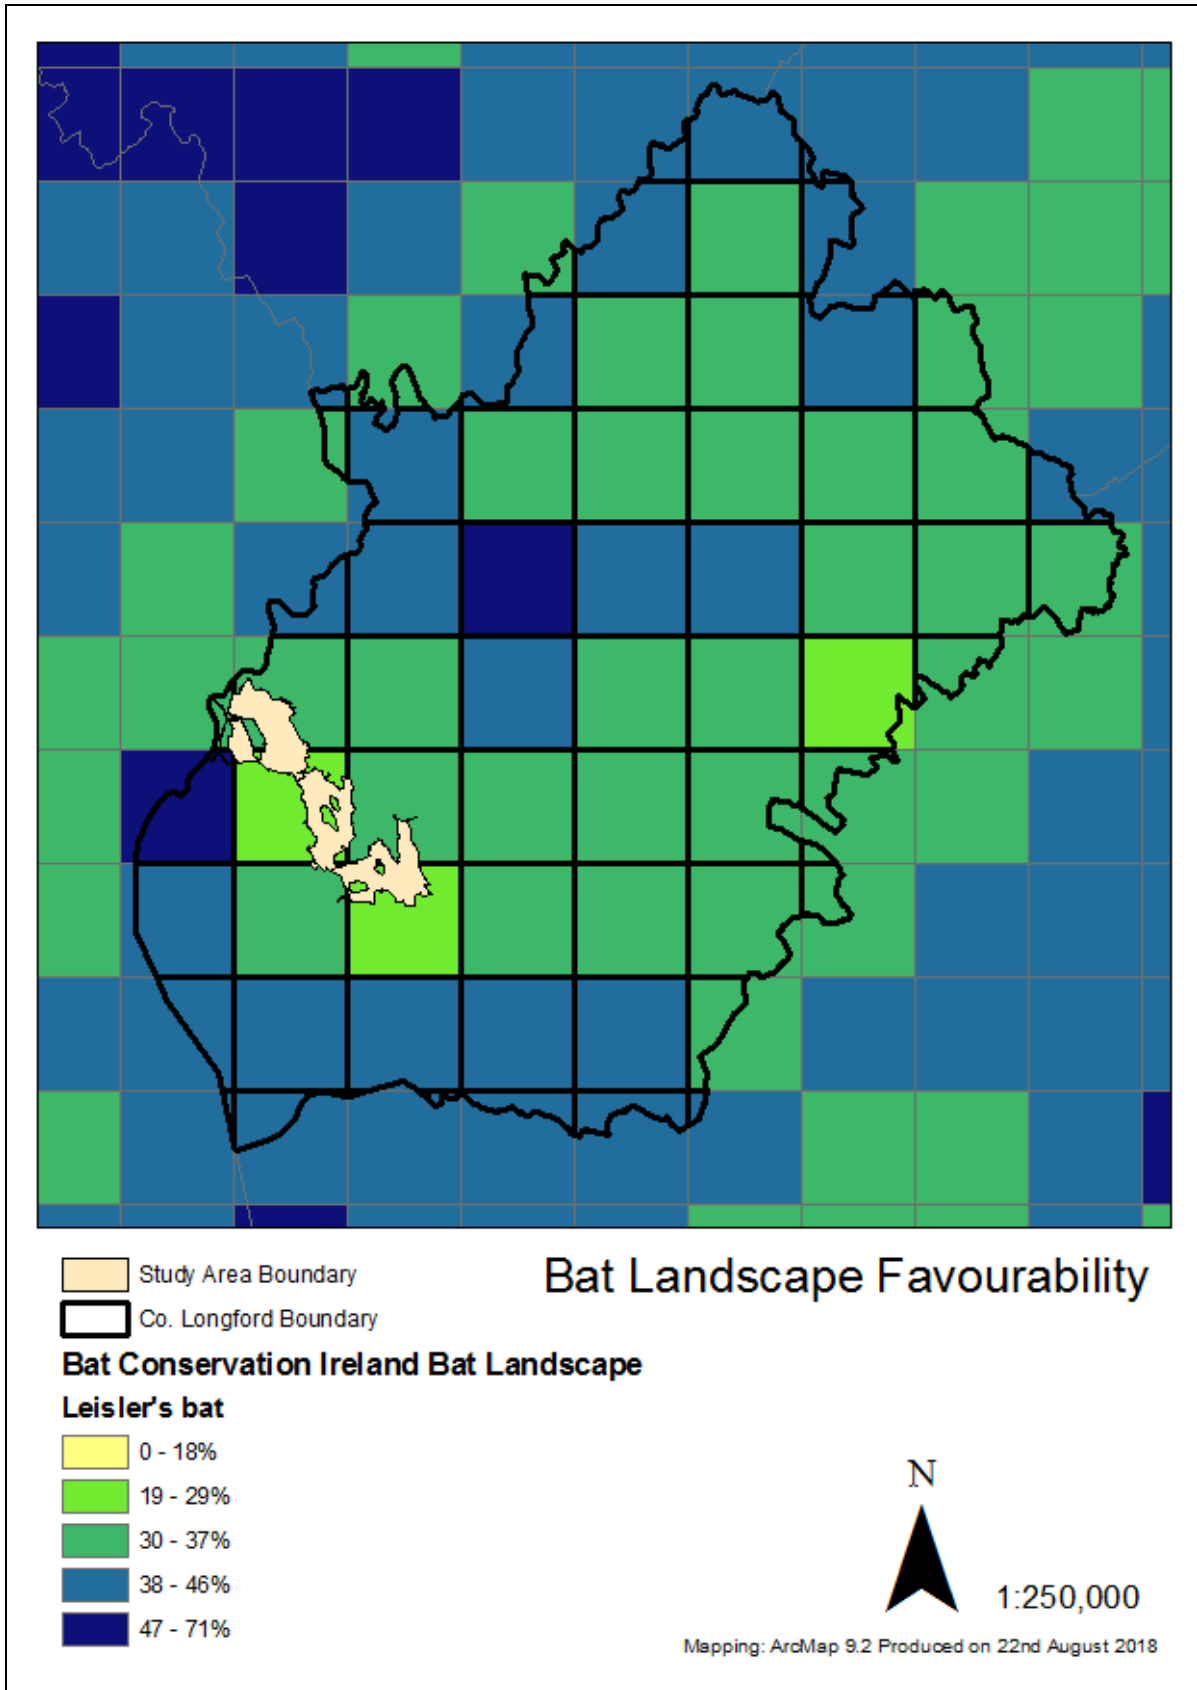 Study Area Boundary
Bat Landscape Favourability
Co. Longford Boundary
Bat Conservation Ireland Bat Landscape
Leisler's bat
0 - 18%
19 - 29%
30 - 37%
38 - 46%
47 - 71%
N
1:250,000
Mapping: ArcMap 9.2 Produced on 22nd August 2018